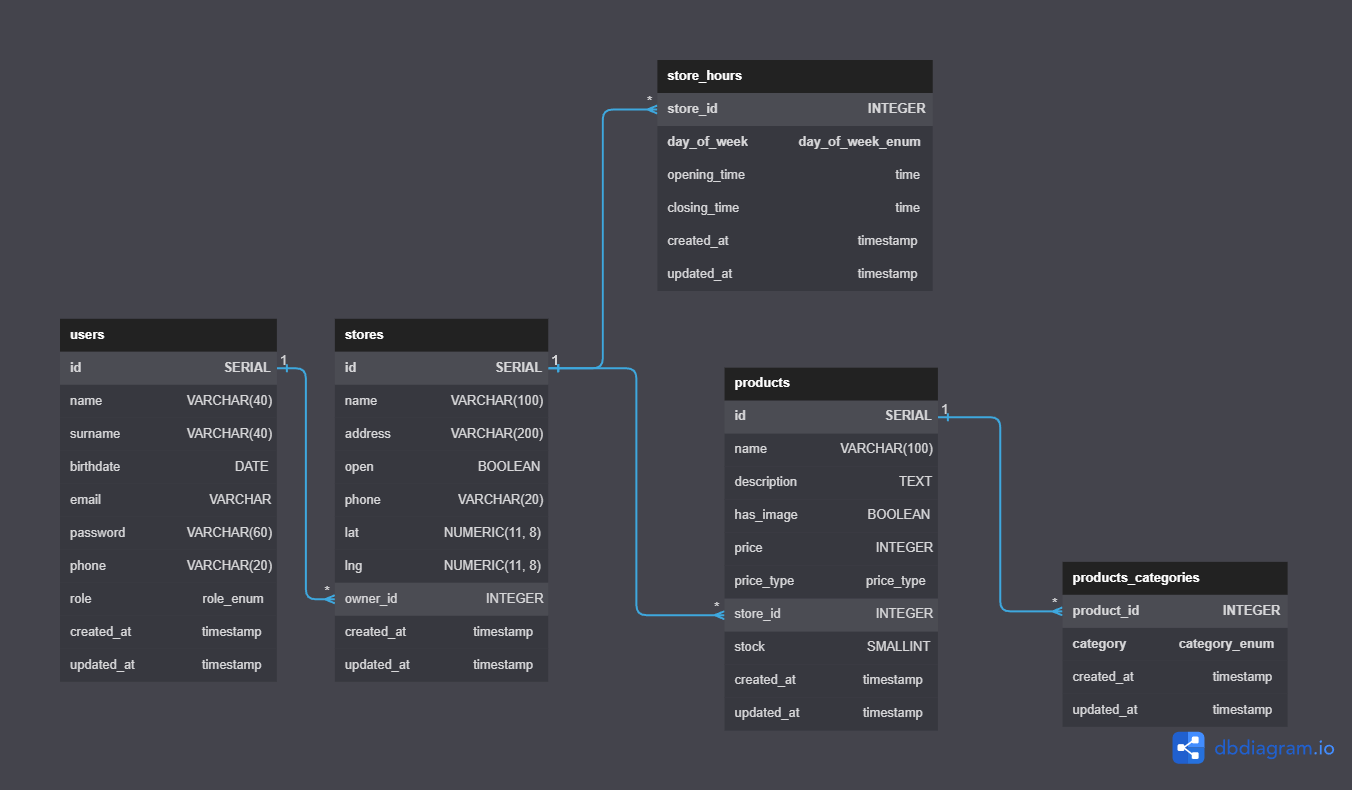 store_hours
*
store_id INTEGER
day_of_week day_of_week_enum
opening_time time
closing_time time
created_at timestamp
updated_at timestamp
users
id SERIAL 1
name VARCHAR(40)
surname VARCHAR(40)
birthdate DATE
email VARCHAR
password VARCHAR(60)
phone VARCHAR(20)
role role_enum
created_at timestamp
updated_at timestamp
stores
id SERIAL 1
name VARCHAR(100)
address VARCHAR(200)
open BOOLEAN
phone VARCHAR(20)
lat NUMERIC(11, 8)
lng NUMERIC(11, 8)
*
owner_id INTEGER
created_at timestamp
updated_at timestamp
products
id SERIAL 1
name VARCHAR(100)
description TEXT
has_image BOOLEAN
price INTEGER
price_type price_type
*
store_id INTEGER
stock SMALLINT
created_at timestamp
updated_at timestamp
products_categories
*
product_id INTEGER
category category_enum
created_at timestamp
updated_at timestamp
dbdiagram.io